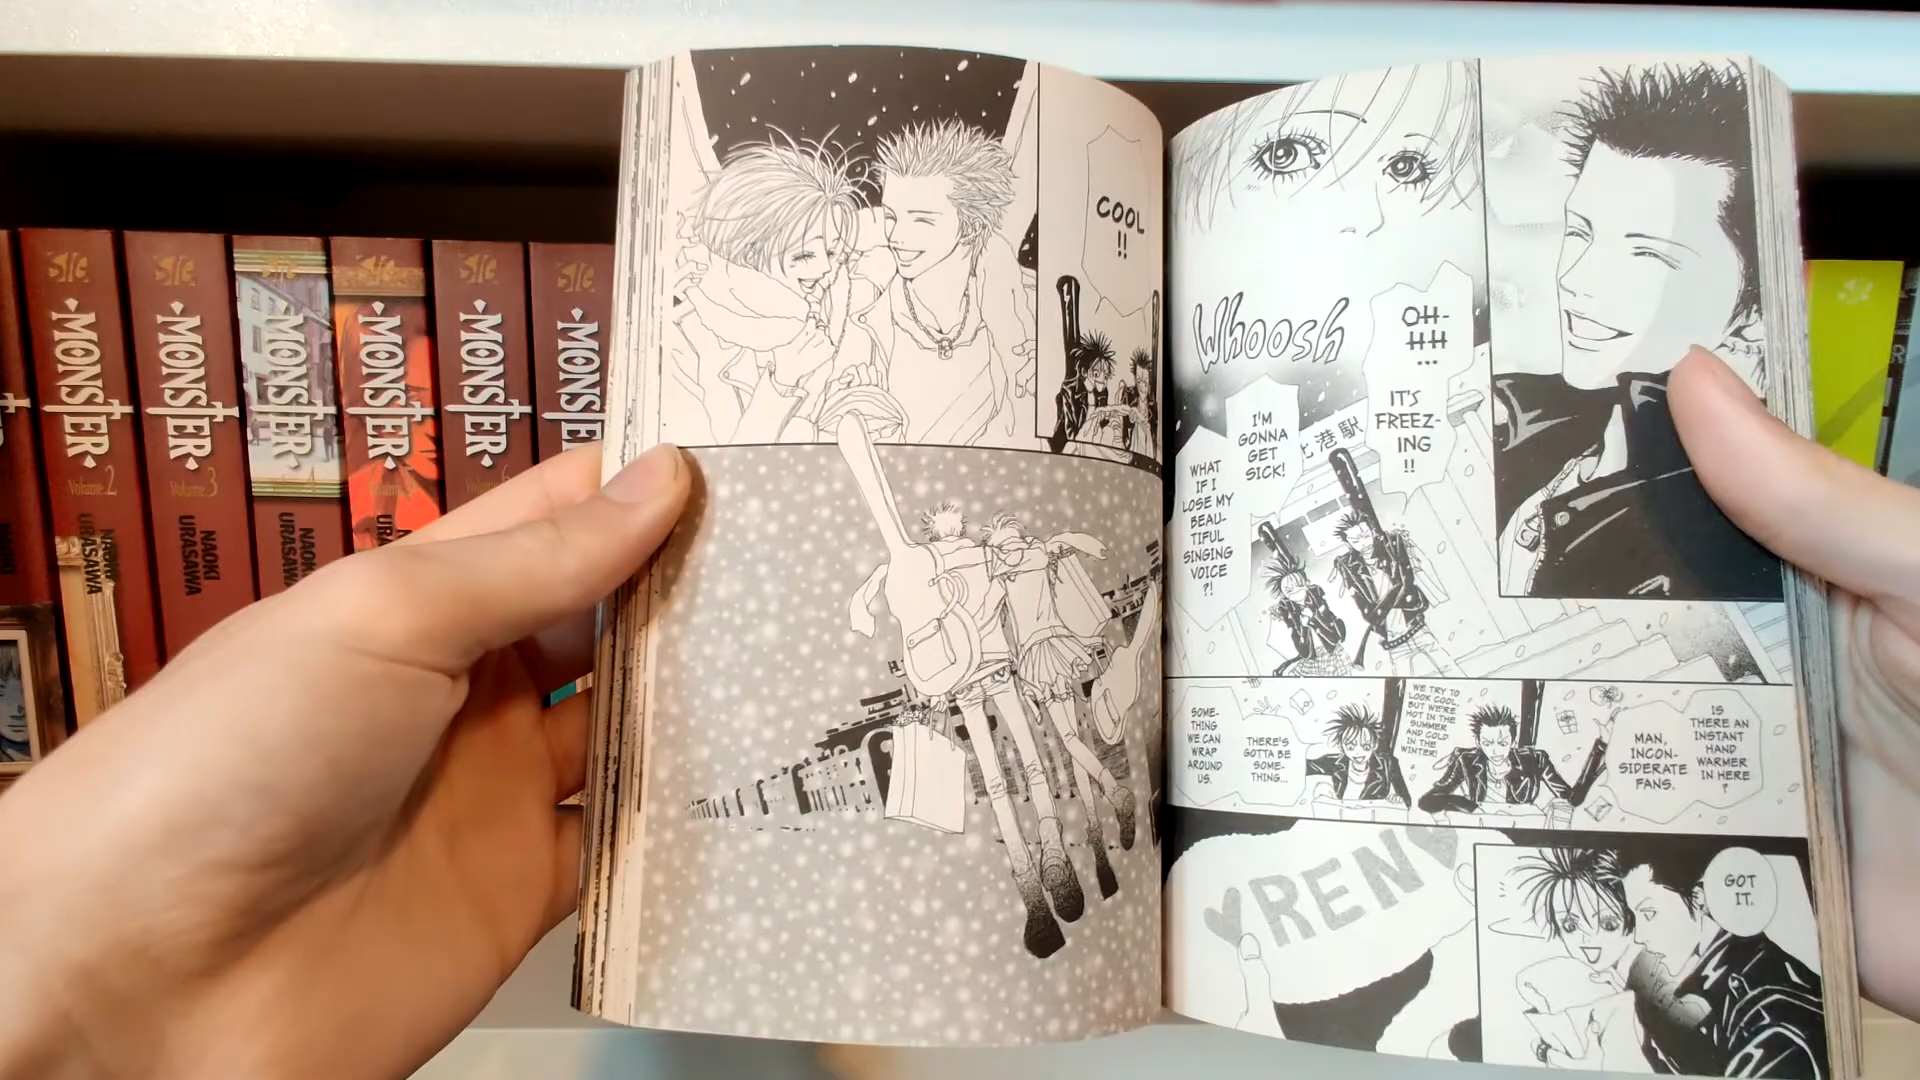 MONSTER
Volume 2
NAOKI
URASAWA
MONSTER
Volume 3
NAOKI
URASAWA
MONSTER
URASAWA
MONSTER
MONSTER
COOL
!!
Whoosh
OH-
HH
...
IT'S
FREEZ-
ING
!!
I'M
GONNA
GET
SICK!
WHAT
IF I
LOSE MY
BEAU-
TIFUL
SINGING
VOICE
?!
港駅
SOME-
THING
WE CAN
WRAP
AROUND
US.
THERE'S
GOTTA BE
SOME-
THING...
WE TRY TO
LOOK COOL,
BUT WE'RE
HOT IN THE
SUMMER
AND COLD
IN THE
WINTER!
MAN,
INCON-
SIDERATE
FANS.
IS
THERE AN
INSTANT
HAND
WARMER
IN HERE
?
♥REN♥
GOT
IT.